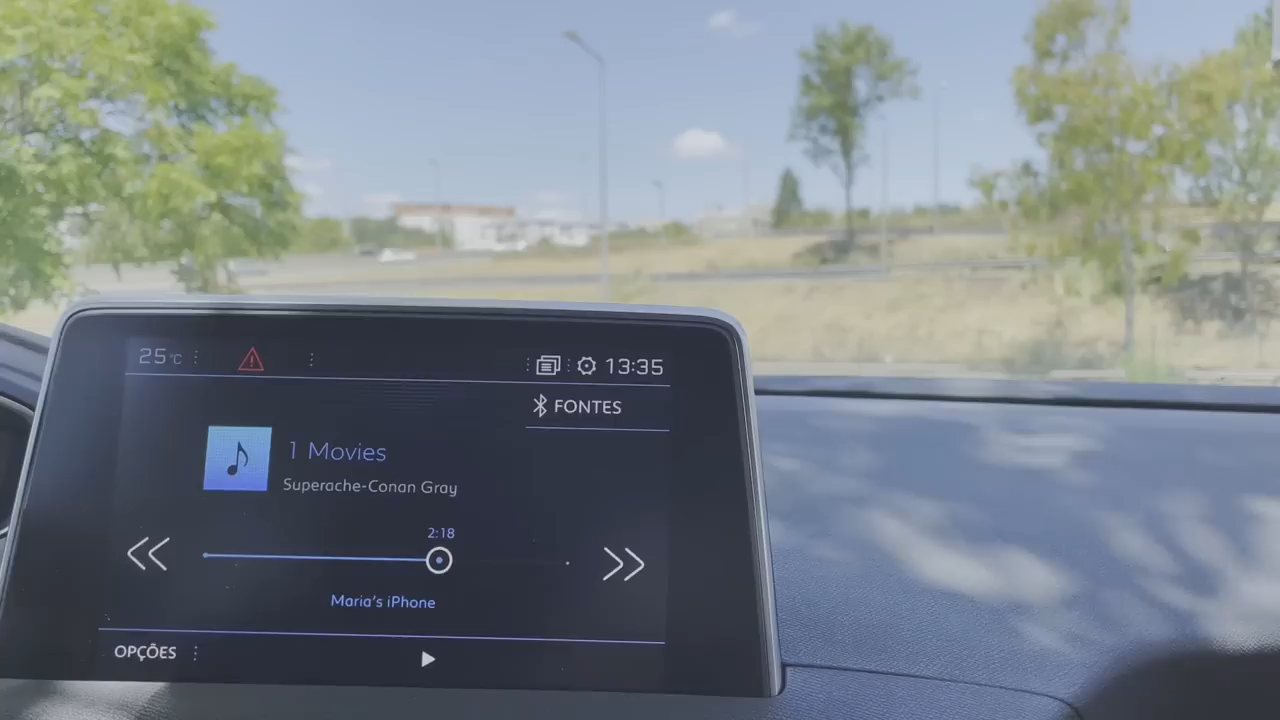 25°C
13:35
FONTES
1 Movies
Superache-Conan Gray
2:18
Maria's iPhone
OPÇÕES